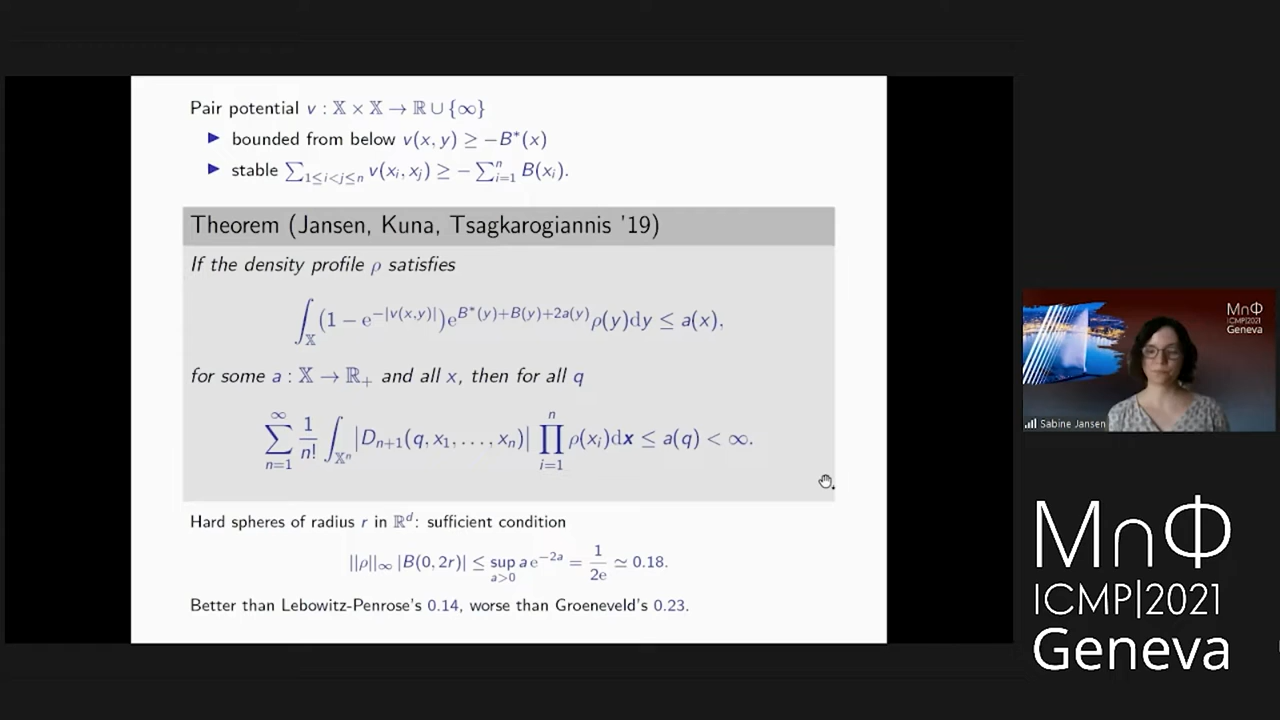 Pair potential v : 𝕏 × 𝕏 → ℝ ∪ {∞}
▶ bounded from below v(x, y) ≥ −B*(x)
▶ stable ∑_{1≤i<j≤n} v(x_i, x_j) ≥ −∑_{i=1}^{n} B(x_i).
Theorem (Jansen, Kuna, Tsagkarogiannis '19)
If the density profile ρ satisfies
∫_𝕏 (1 − e^{−|v(x,y)|}) e^{B*(y)+B(y)+2a(y)} ρ(y)dy ≤ a(x),
for some a : 𝕏 → ℝ₊ and all x, then for all q
∑_{n=1}^{∞} 1/n! ∫_{𝕏^n} |D_{n+1}(q, x_1, …, x_n)| ∏_{i=1}^{n} ρ(x_i)d𝐱 ≤ a(q) < ∞.
Hard spheres of radius r in ℝ^d: sufficient condition
||ρ||_∞ |B(0, 2r)| ≤ sup_{a>0} a e^{−2a} = 1/2e ≃ 0.18.
Better than Lebowitz-Penrose's 0.14, worse than Groeneveld's 0.23.
MnΦ
ICMP|2021
Geneva
Sabine Jansen
MnΦ
ICMP|2021
Geneva